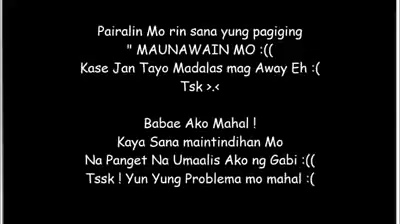 Pairalin Mo rin sana yung pagiging
" MAUNAWAIN MO :((
Kase Jan Tayo Madalas mag Away Eh :(
Tsk >.<
Babae Ako Mahal !
Kaya Sana maintindihan Mo
Na Panget Na Umaalis Ako ng Gabi :((
Tssk ! Yun Yung Problema mo mahal :(